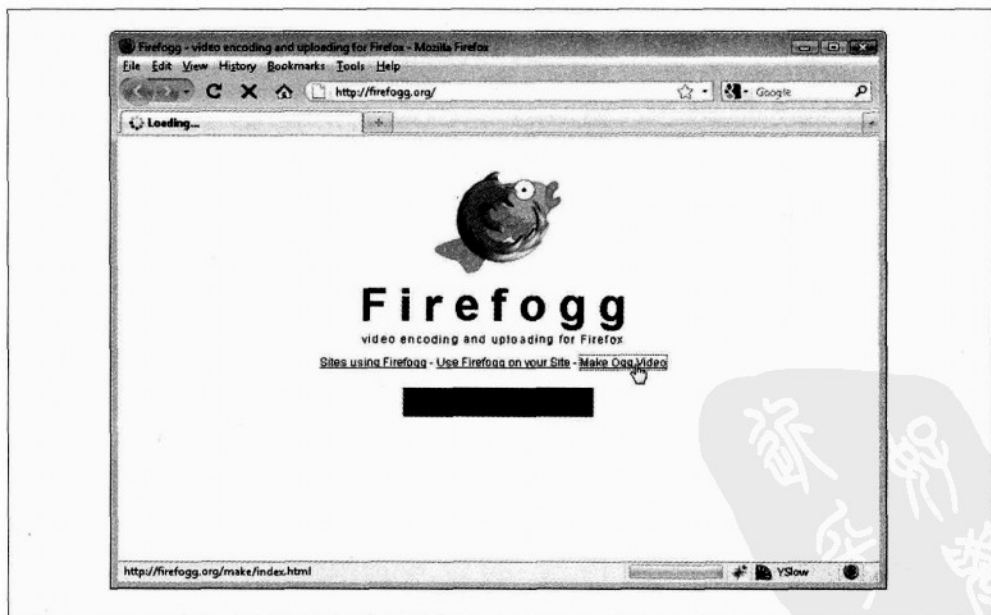 Firefogg - video encoding and uploading for Firefox - Mozilla Firefox
File Edit View History Bookmarks Tools Help
http://firefogg.org/
Google
Loading...
Firefogg
video encoding and uploading for Firefox
Sites using Firefogg - Use Firefogg on your Site - Make Ogg Video
http://firefogg.org/make/index.html
YSlow